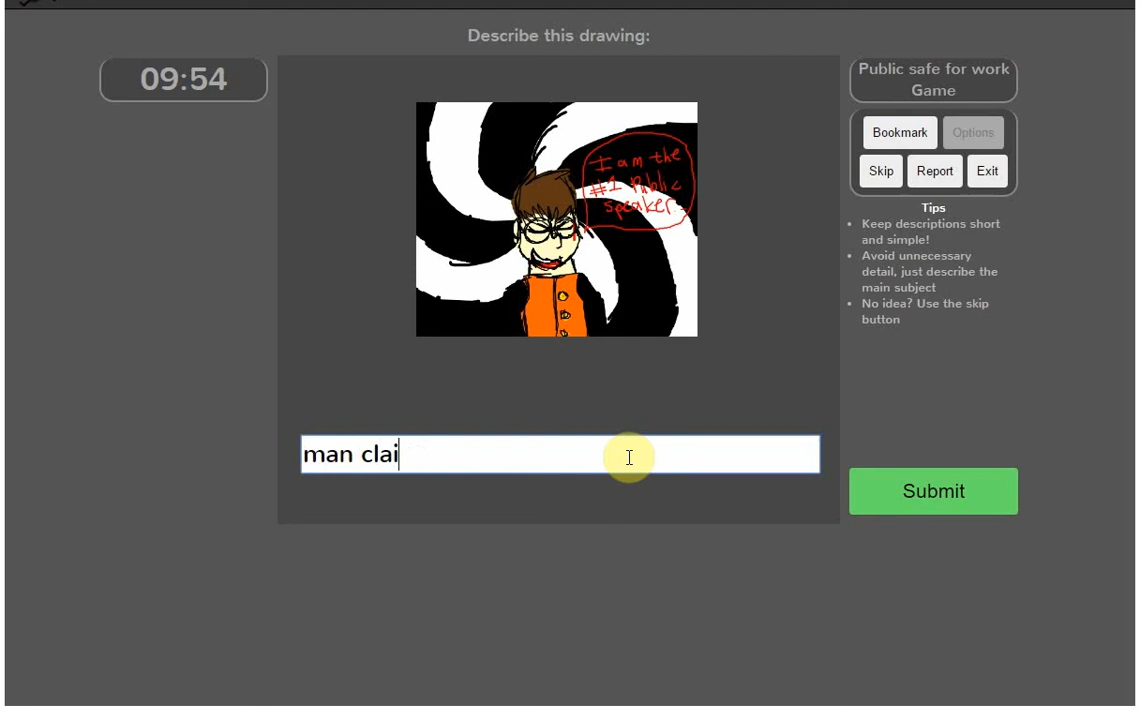 Describe this drawing:
09:54
Public safe for work
Game
Bookmark
Options
Skip
Report
Exit
Tips
Keep descriptions short
and simple!
Avoid unnecessary
detail, just describe the
main subject
No idea? Use the skip
button
I am the
#1 Public
speaker.
man clai
Submit